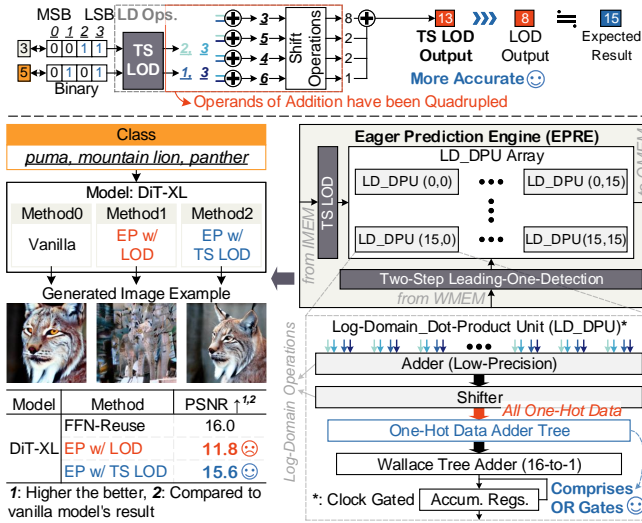 MSB LSB LD Ops.
0 1 2 3
3 0 0 1 1
5 0 1 0 1
Binary
TS LOD
2, 3
1, 3
3
5
4
6
Shift Operations
8
4
2
1
13 8 15
TS LOD Output
LOD Output
Expected Result
More Accurate
Operands of Addition have been Quadrupled
Class
puma, mountain lion, panther
Model: DiT-XL
Method0 Method1 Method2
Vanilla
EP w/ LOD
EP w/ TS LOD
Generated Image Example
Model Method PSNR ↑1,2
DiT-XL
FFN-Reuse 16.0
EP w/ LOD 11.8
EP w/ TS LOD 15.6
1: Higher the better, 2: Compared to
vanilla model's result
Eager Prediction Engine (EPRE)
LD_DPU Array
TS LOD
LD_DPU (0,0) LD_DPU (0,15)
LD_DPU (15,0) LD_DPU(15,15)
from IMEM
to OMEM
Two-Step Leading-One-Detection
from WMEM
Log-Domain Operations
Log-Domain_Dot-Product Unit (LD_DPU)*
Adder (Low-Precision)
Shifter
All One-Hot Data
One-Hot Data Adder Tree
Wallace Tree Adder (16-to-1)
*: Clock Gated
Accum. Regs.
Comprises
OR Gates